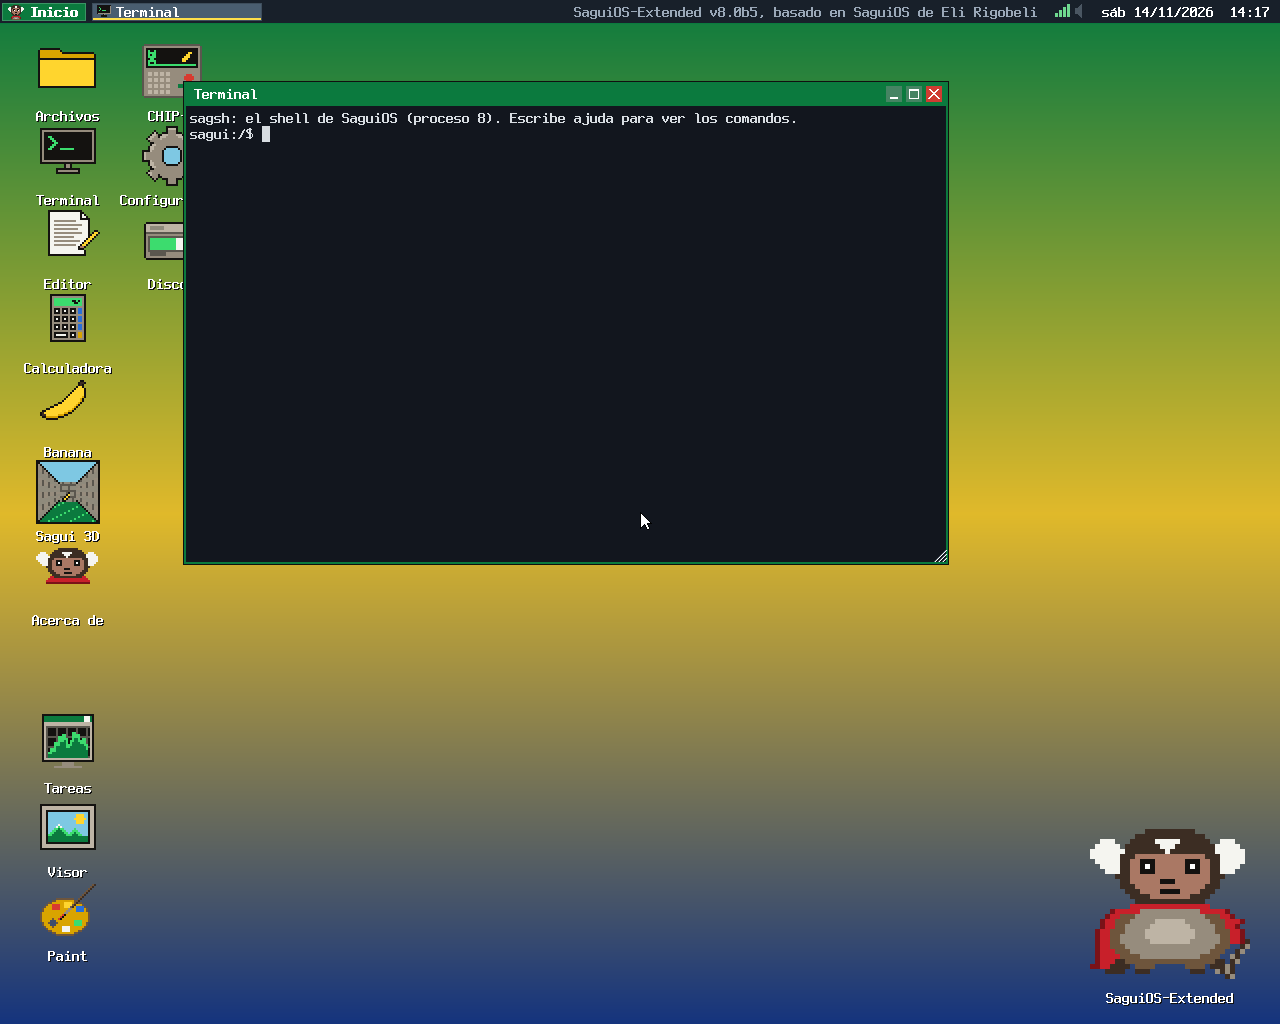 Inicio
Terminal
SaguiOS-Extended v8.0b5, basado en SaguiOS de Eli Rigobeli
sáb 14/11/2026 14:17
Archivos
CHIP
Terminal
Terminal
sagsh: el shell de SaguiOS (proceso 8). Escribe ajuda para ver los comandos.
sagui:/$
Configur
Editor
Disco
Calculadora
Banana
Sagui 3D
Acerca de
Tareas
Visor
Paint
SaguiOS-Extended